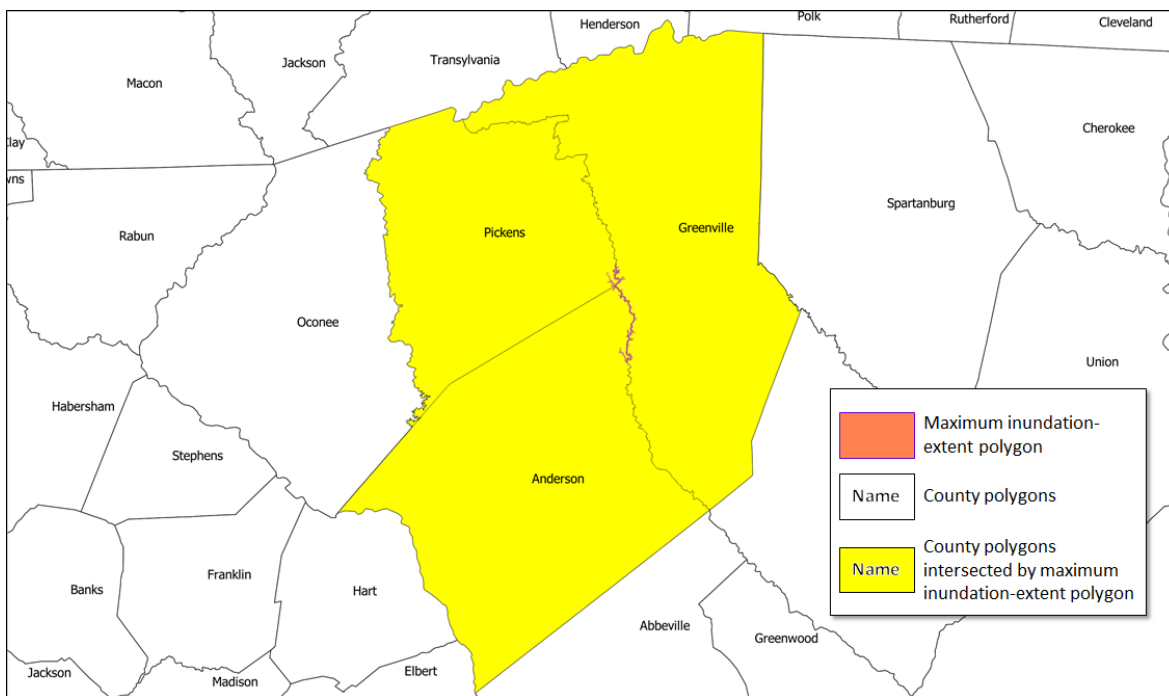 Henderson
Polk
Rutherford
Cleveland
Macon
Jackson
Transylvania
Clay
Cherokee
wns
Rabun
Pickens
Greenville
Spartanburg
Oconee
Union
Habersham
Stephens
Anderson
Banks
Franklin
Hart
Abbeville
Greenwood
Jackson
Madison
Elbert
Maximum inundation-
extent polygon
Name
County polygons
Name
County polygons
intersected by maximum
inundation-extent polygon